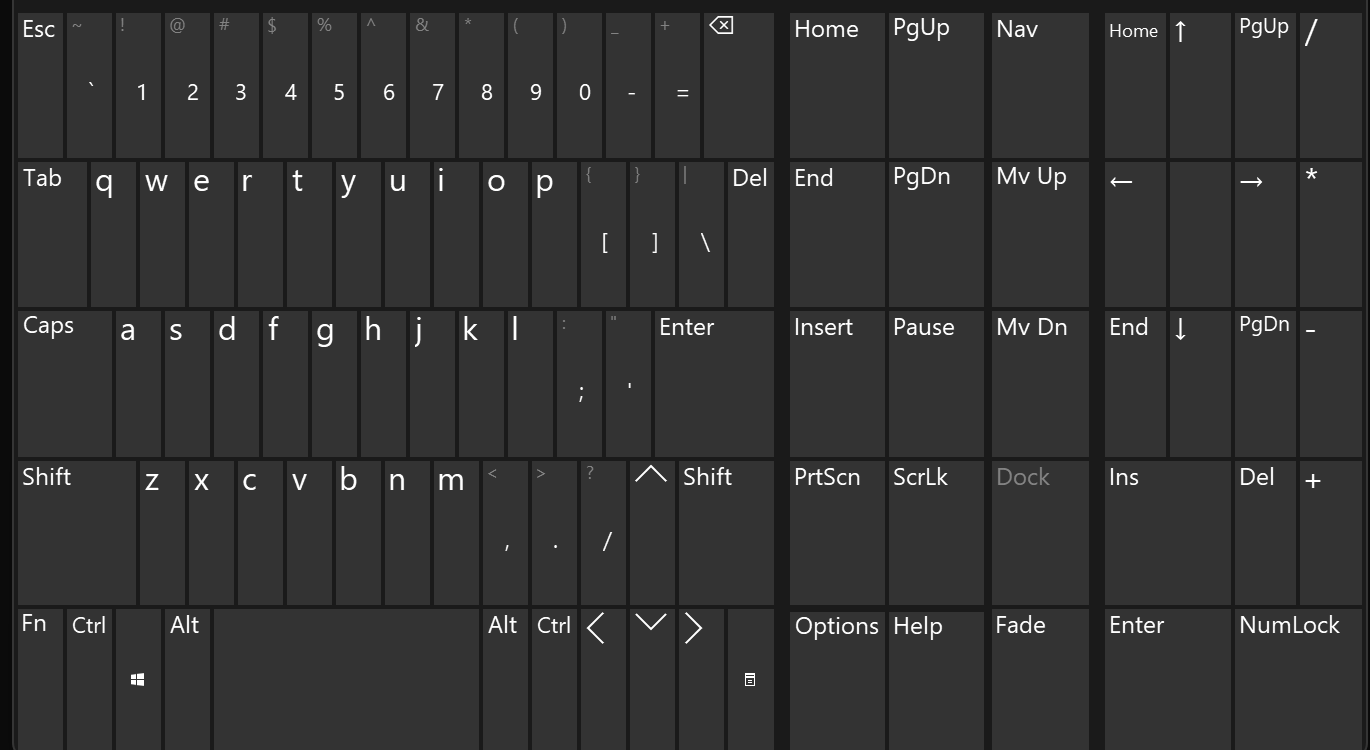 Esc ~ ! @ # $ % ^ & * ( ) _ + Home PgUp Nav Home ↑ PgUp /
` 1 2 3 4 5 6 7 8 9 0 - =
Tab q w e r t y u i o p { } | Del End PgDn Mv Up ← → *
[ ] \
Caps a s d f g h j k l : " Enter Insert Pause Mv Dn End ↓ PgDn -
; '
Shift z x c v b n m < > ? Shift PrtScn ScrLk Dock Ins Del +
, . /
Fn Ctrl Alt Alt Ctrl Options Help Fade Enter NumLock